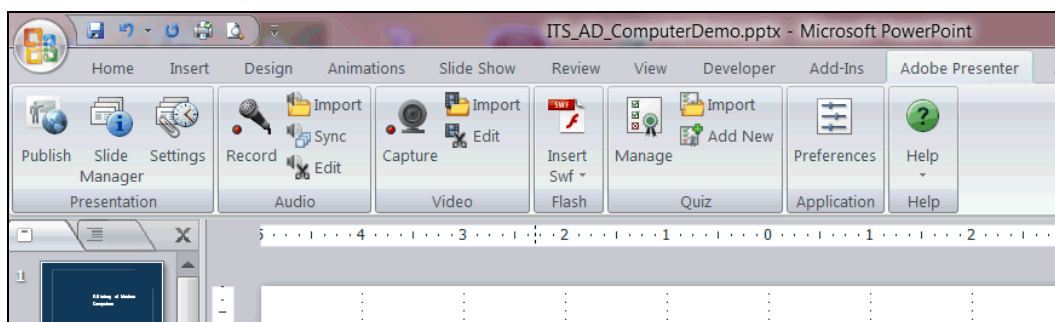 ITS_AD_ComputerDemo.pptx - Microsoft PowerPoint
Home Insert Design Animations Slide Show Review View Developer Add-Ins Adobe Presenter
Publish
Slide Manager
Settings
Presentation
Record
Import
Sync
Edit
Audio
Capture
Import
Edit
Video
SWF
Insert Swf
Flash
Manage
Import
Add New
Quiz
Preferences
Application
?
Help
Help
X
5 4 3 2 1 0 1 2
1